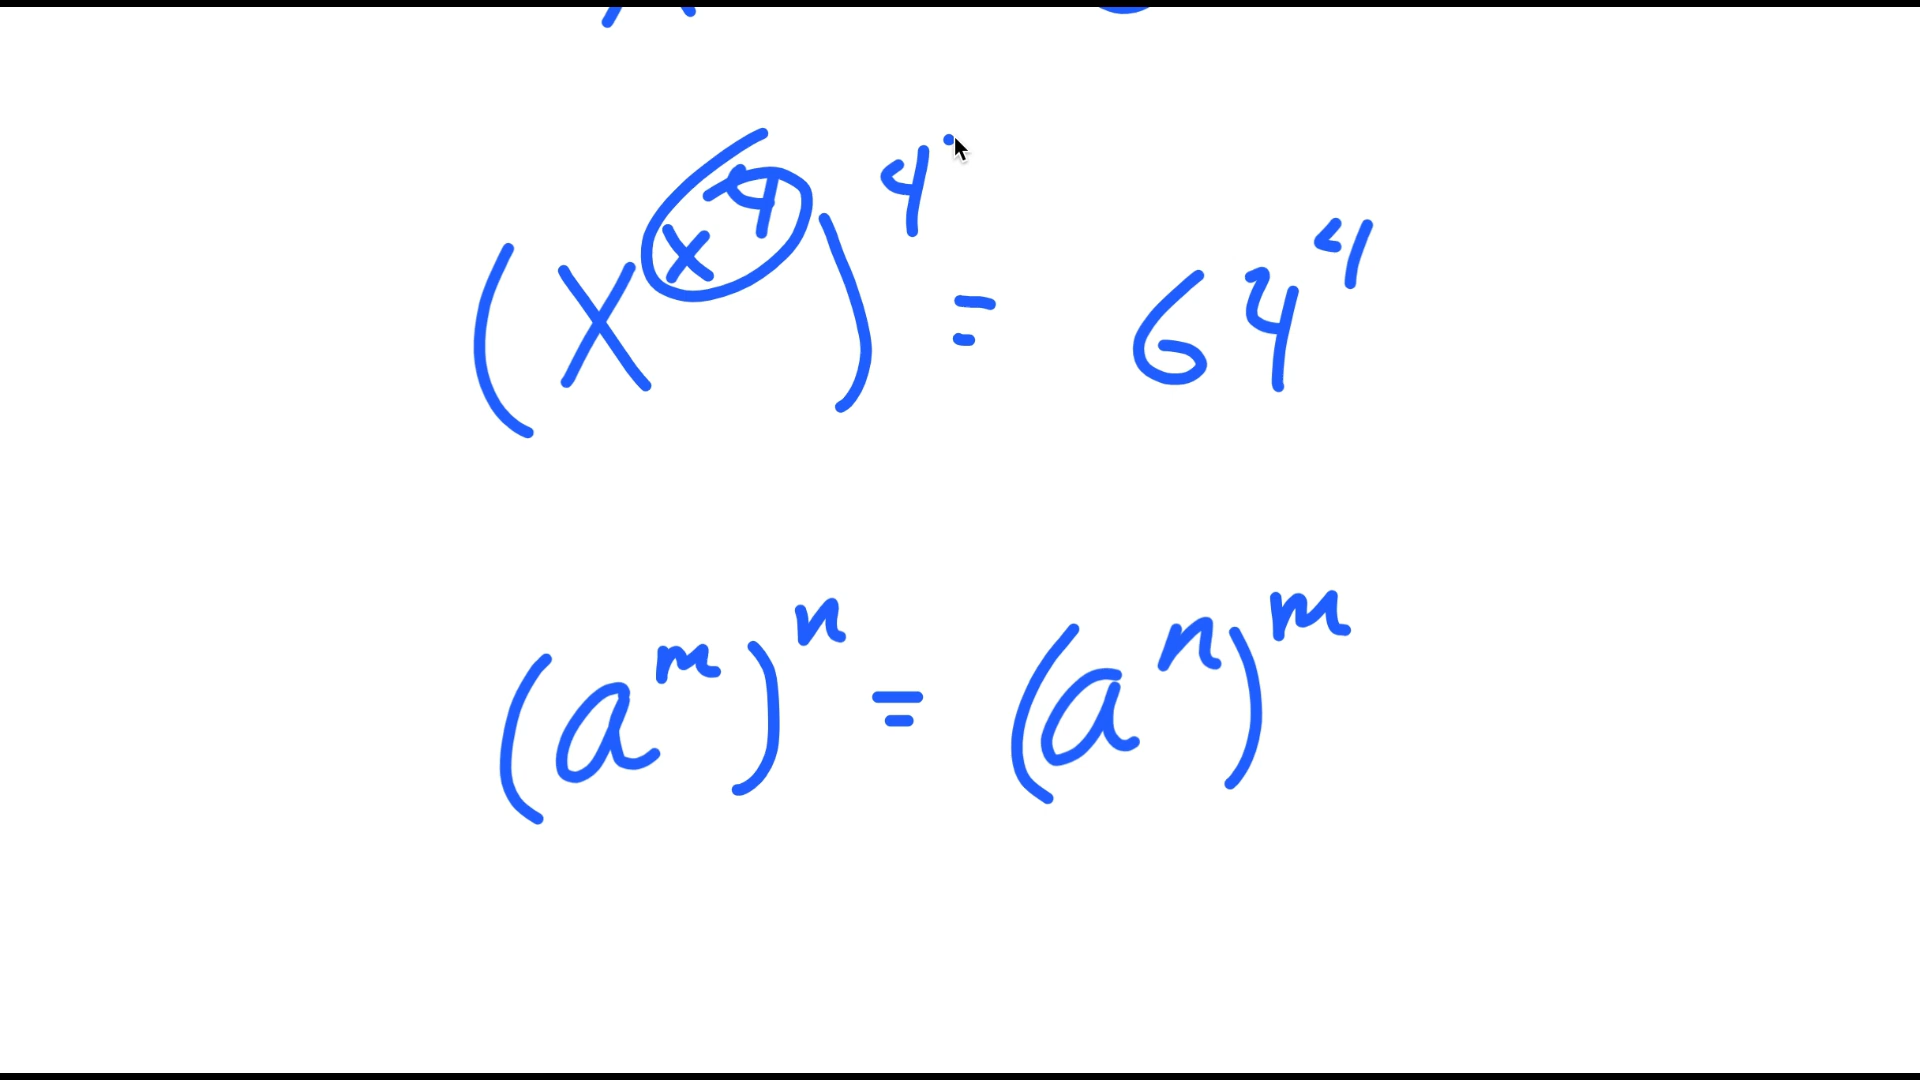 (x^{x^4})^4 = 64^4
(a^m)^n = (a^n)^m